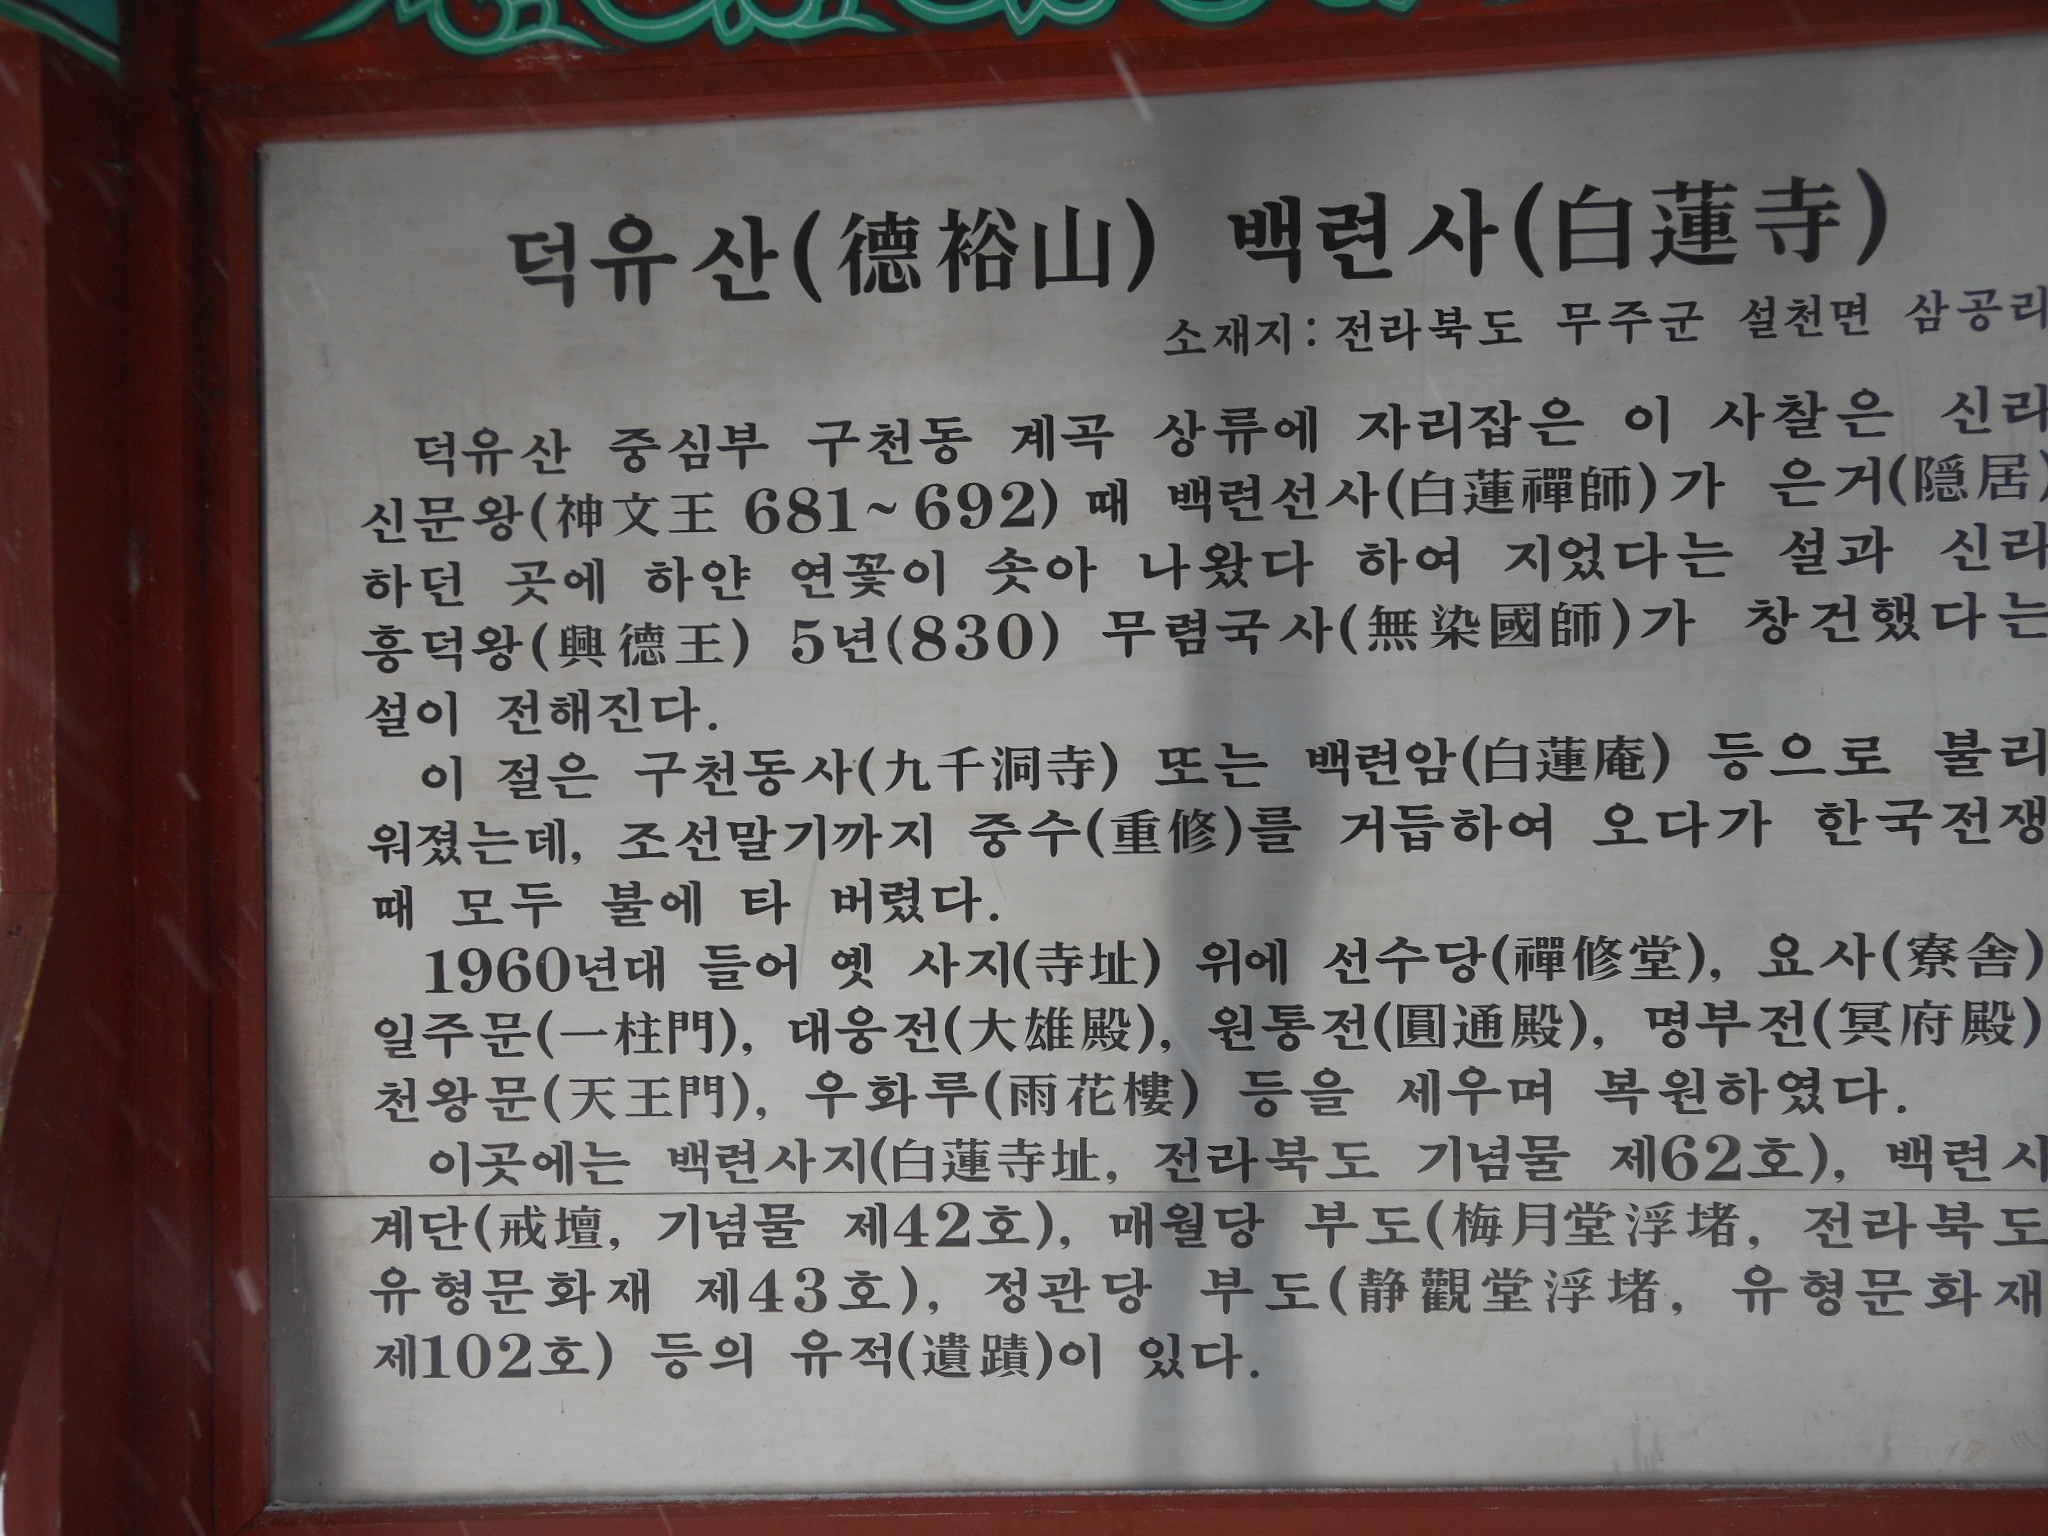 덕유산(德裕山) 백련사(白蓮寺)
소재지: 전라북도 무주군 설천면 삼공리
덕유산 중심부 구천동 계곡 상류에 자리잡은 이 사찰은 신라
신문왕(神文王 681~692) 때 백련선사(白蓮禪師)가 은거(隱居)
하던 곳에 하얀 연꽃이 솟아 나왔다 하여 지었다는 설과 신라
흥덕왕(興德王) 5년(830) 무렴국사(無染國師)가 창건했다는
설이 전해진다.
이 절은 구천동사(九千洞寺) 또는 백련암(白蓮庵) 등으로 불리
워졌는데, 조선말기까지 중수(重修)를 거듭하여 오다가 한국전쟁
때 모두 불에 타 버렸다.
1960년대 들어 옛 사지(寺址) 위에 선수당(禪修堂), 요사(寮舍)
일주문(一柱門), 대웅전(大雄殿), 원통전(圓通殿), 명부전(冥府殿)
천왕문(天王門), 우화루(雨花樓) 등을 세우며 복원하였다.
이곳에는 백련사지(白蓮寺址, 전라북도 기념물 제62호), 백련사
계단(戒壇, 기념물 제42호), 매월당 부도(梅月堂浮堵, 전라북도
유형문화재 제43호), 정관당 부도(静觀堂浮堵, 유형문화재
제102호) 등의 유적(遺蹟)이 있다.